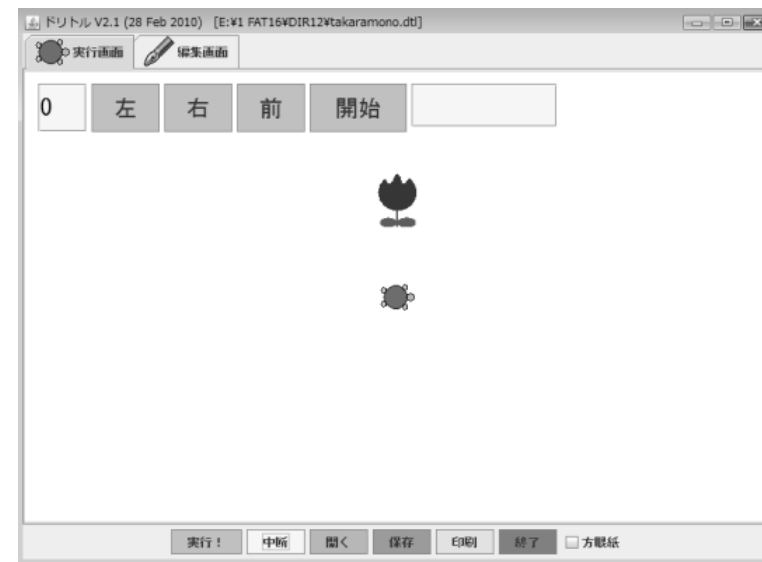 ドリトル V2.1 (28 Feb 2010) [E:¥1 FAT16¥DIR12¥takaramono.dtl]
実行画面 編集画面
0 左 右 前 開始
実行！ 中断 開く 保存 印刷 終了 方眼紙